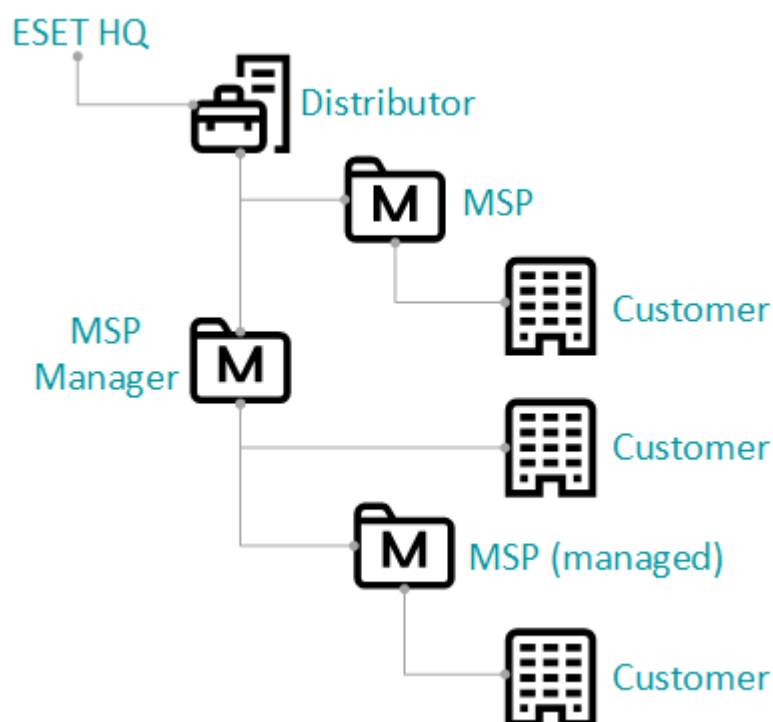 ESET HQ
Distributor
M
MSP
Customer
MSP
Manager
M
Customer
M
MSP (managed)
Customer